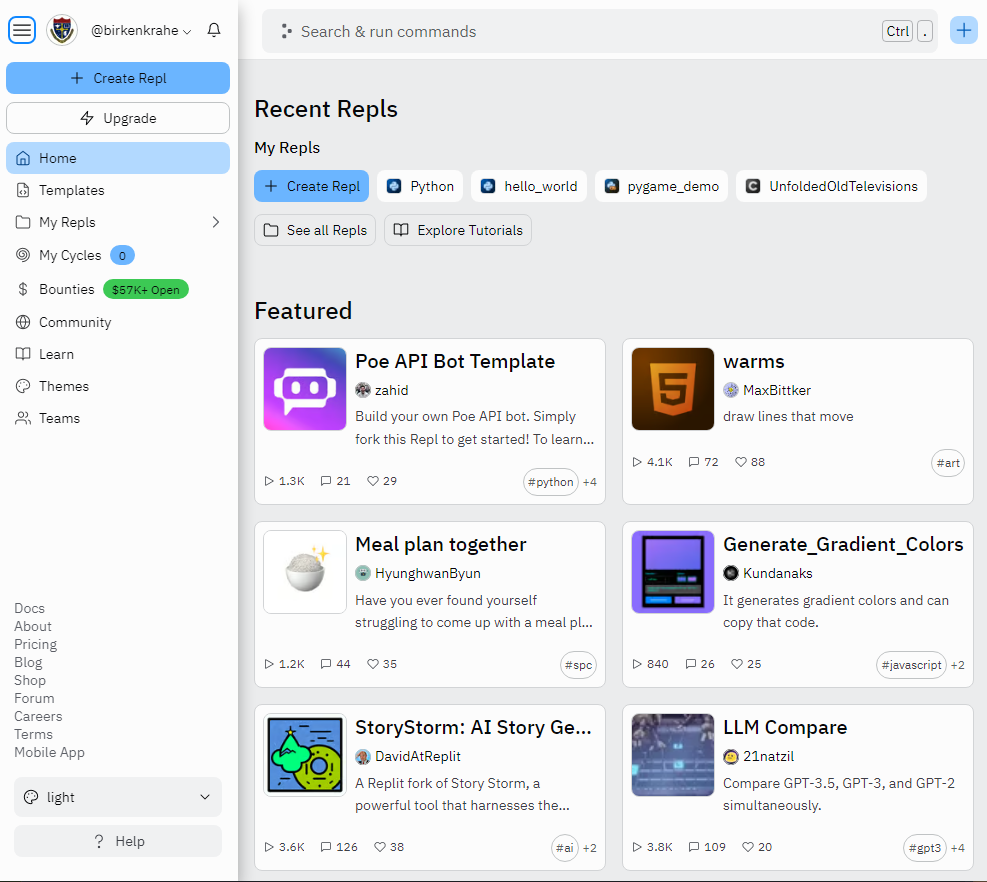 @birkenkrahe
Search & run commands
Ctrl .
Create Repl
Upgrade
Home
Templates
My Repls
My Cycles 0
Bounties $57K+ Open
Community
Learn
Themes
Teams
Docs
About
Pricing
Blog
Shop
Forum
Careers
Terms
Mobile App
light
? Help
Recent Repls
My Repls
Create Repl Python hello_world pygame_demo UnfoldedOldTelevisions
See all Repls Explore Tutorials
Featured
Poe API Bot Template
zahid
Build your own Poe API bot. Simply
fork this Repl to get started! To learn...
1.3K 21 29 #python +4
warms
MaxBittker
draw lines that move
4.1K 72 88 #art
Meal plan together
HyunghwanByun
Have you ever found yourself
struggling to come up with a meal pl...
1.2K 44 35 #spc
Generate_Gradient_Colors
Kundanaks
It generates gradient colors and can
copy that code.
840 26 25 #javascript +2
StoryStorm: AI Story Ge...
DavidAtReplit
A Replit fork of Story Storm, a
powerful tool that harnesses the...
3.6K 126 38 #ai +2
LLM Compare
21natzil
Compare GPT-3.5, GPT-3, and GPT-2
simultaneously.
3.8K 109 20 #gpt3 +4